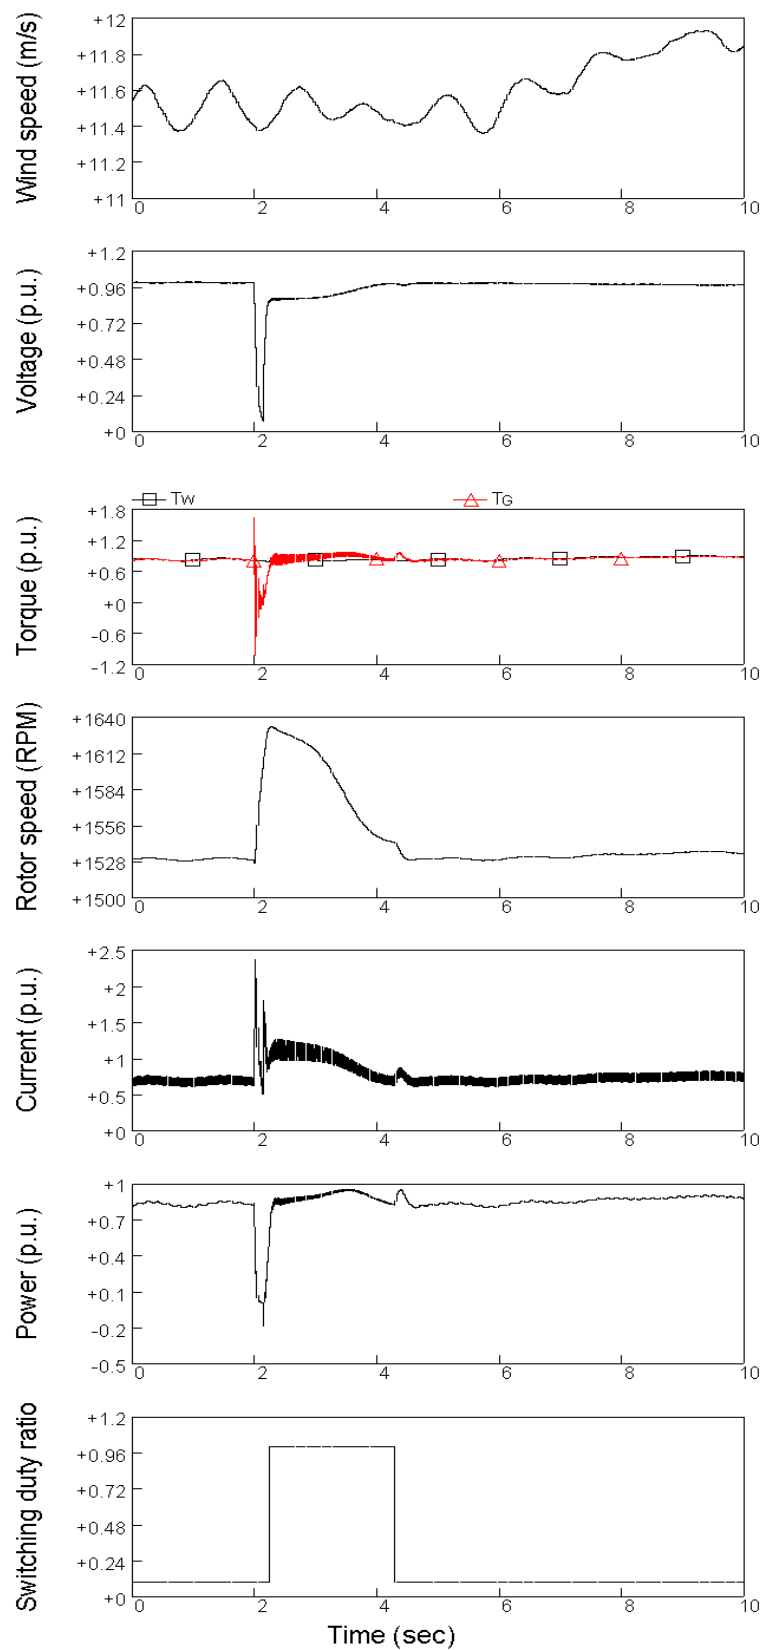 Wind speed (m/s)
+12
+11.8
+11.6
+11.4
+11.2
+11
0 2 4 6 8 10
Voltage (p.u.)
+1.2
+0.96
+0.72
+0.48
+0.24
+0
0 2 4 6 8 10
Torque (p.u.)
TW TG
+1.8
+1.2
+0.6
+0
-0.6
-1.2
0 2 4 6 8 10
Rotor speed (RPM)
+1640
+1612
+1584
+1556
+1528
+1500
0 2 4 6 8 10
Current (p.u.)
+2.5
+2
+1.5
+1
+0.5
+0
0 2 4 6 8 10
Power (p.u.)
+1
+0.7
+0.4
+0.1
-0.2
-0.5
0 2 4 6 8 10
Switching duty ratio
+1.2
+0.96
+0.72
+0.48
+0.24
+0
0 2 4 6 8 10
Time (sec)